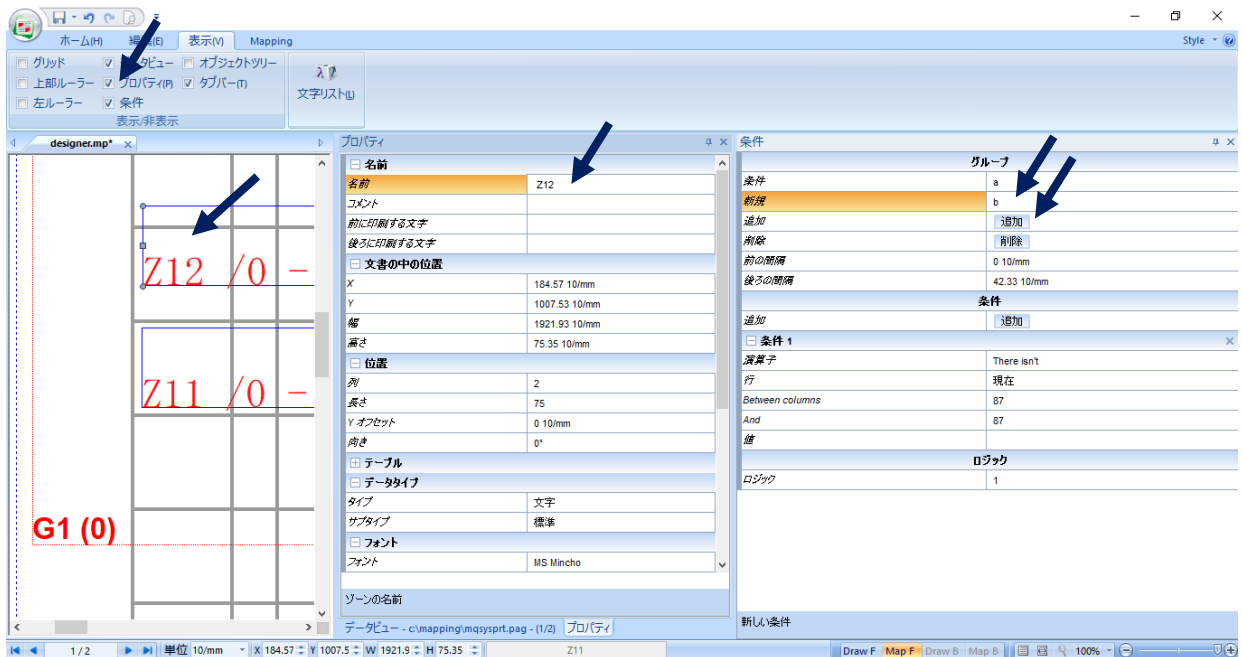 ホーム(H) 編集(E) 表示(V) Mapping Style
グリッド データビュー オブジェクトツリー
上部ルーラー プロパティ(P) タブバー(T)
左ルーラー 条件
表示/非表示
文字リスト(L)
designer.mp*
Z12 /0 -
Z11 /0 -
G1 (0)
プロパティ
名前
名前 Z12
コメント
前に印刷する文字
後ろに印刷する文字
文書の中の位置
X 184.57 10/mm
Y 1007.53 10/mm
幅 1921.93 10/mm
高さ 75.35 10/mm
位置
列 2
長さ 75
Y オフセット 0 10/mm
向き 0°
テーブル
データタイプ
タイプ 文字
サブタイプ 標準
フォント
フォント MS Mincho
ゾーンの名前
データビュー - c:\mapping\mqsysprt.pag - (1/2) プロパティ
条件
グループ
条件 a
新規 b
追加 追加
削除 削除
前の間隔 0 10/mm
後ろの間隔 42.33 10/mm
条件
追加 追加
条件 1
演算子 There isn't
行 現在
Between columns 87
And 87
値
ロジック
ロジック 1
新しい条件
1 / 2 単位 10/mm X 184.57 Y 1007.5 W 1921.9 H 75.35 Z11 Draw F Map F Draw B Map B 100%